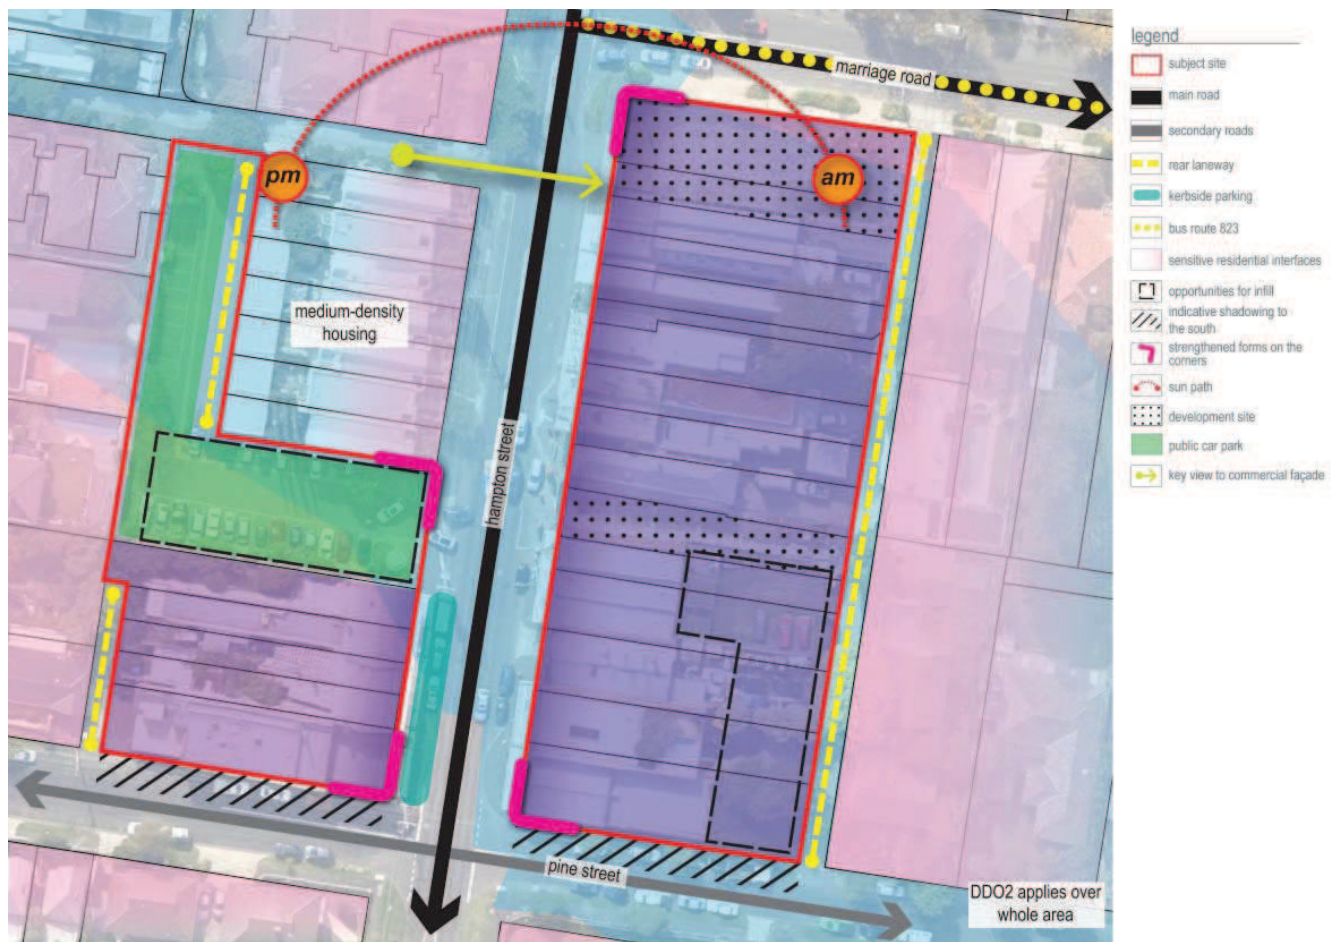 marriage road
pm
am
medium-density
housing
hampton street
pine street
DDO2 applies over
whole area
legend
subject site
main road
secondary roads
rear laneway
kerbside parking
bus route 823
sensitive residential interfaces
opportunities for infill
indicative shadowing to
the south
strengthened forms on the
corners
sun path
development site
public car park
key view to commercial façade